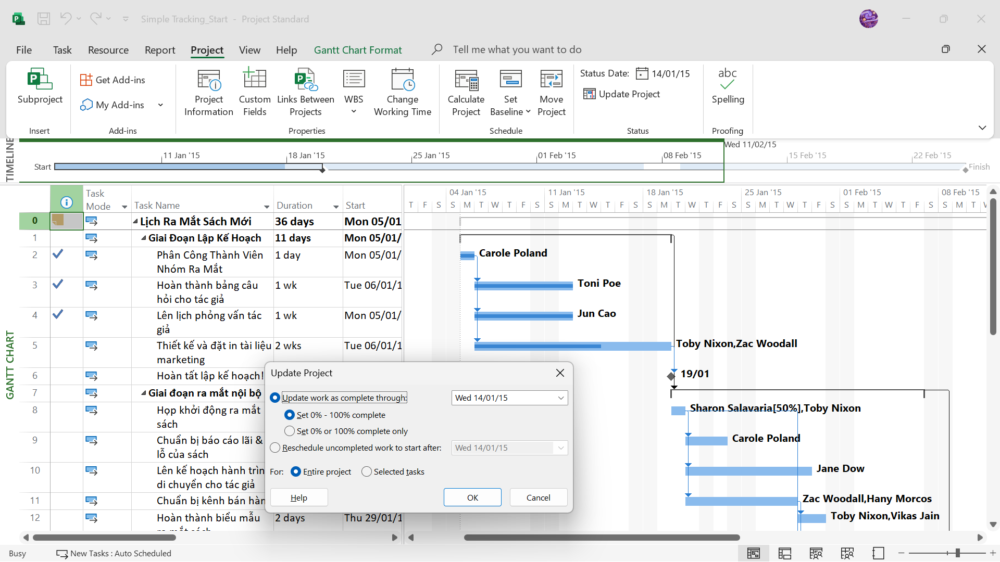 Simple Tracking_Start - Project Standard
File Task Resource Report Project View Help Gantt Chart Format Tell me what you want to do
Subproject
Insert
Get Add-ins
My Add-ins
Add-ins
Project Information
Custom Fields
Links Between Projects
WBS
Change Working Time
Properties
Calculate Project
Set Baseline
Move Project
Schedule
Status Date: 14/01/15
Update Project
Status
abc
Spelling
Proofing
TIMELINE
Wed 11/02/15
11 Jan '15 18 Jan '15 25 Jan '15 01 Feb '15 08 Feb '15 15 Feb '15 22 Feb '15
Start Finish
GANTT CHART
Task Mode Task Name Duration Start
04 Jan '15 11 Jan '15 18 Jan '15 25 Jan '15 01 Feb '15 08 Feb '15
T F S S M T W T F S S M T W T F S S M T W T F S S M T W T F S S M T W T F S S M T W
0 Lịch Ra Mắt Sách Mới 36 days Mon 05/01
1 Giai Đoạn Lập Kế Hoạch 11 days Mon 05/01/
2 Phân Công Thành Viên 1 day Mon 05/01/ Carole Poland
Nhóm Ra Mắt
3 Hoàn thành bảng câu 1 wk Tue 06/01/1 Toni Poe
hỏi cho tác giả
4 Lên lịch phỏng vấn tác 1 wk Mon 05/01/ Jun Cao
giả
5 Thiết kế và đặt in tài liệu 2 wks Tue 06/01/1 Toby Nixon,Zac Woodall
marketing
6 Hoàn tất lập kế hoạch! 19/01
7 Giai đoạn ra mắt nội bộ
8 Họp khởi động ra mắt Sharon Salavaria[50%],Toby Nixon
sách
9 Chuẩn bị báo cáo lãi & Carole Poland
lỗ của sách
10 Lên kế hoạch hành trìn Jane Dow
di chuyển cho tác giả
11 Chuẩn bị kênh bán hàn Zac Woodall,Hany Morcos
12 Hoàn thành biểu mẫu 2 days Thu 29/01/1 Toby Nixon,Vikas Jain
ra mắt sách
Update Project
Update work as complete through: Wed 14/01/15
Set 0% - 100% complete
Set 0% or 100% complete only
Reschedule uncompleted work to start after: Wed 14/01/15
For: Entire project Selected tasks
Help OK Cancel
Busy New Tasks : Auto Scheduled